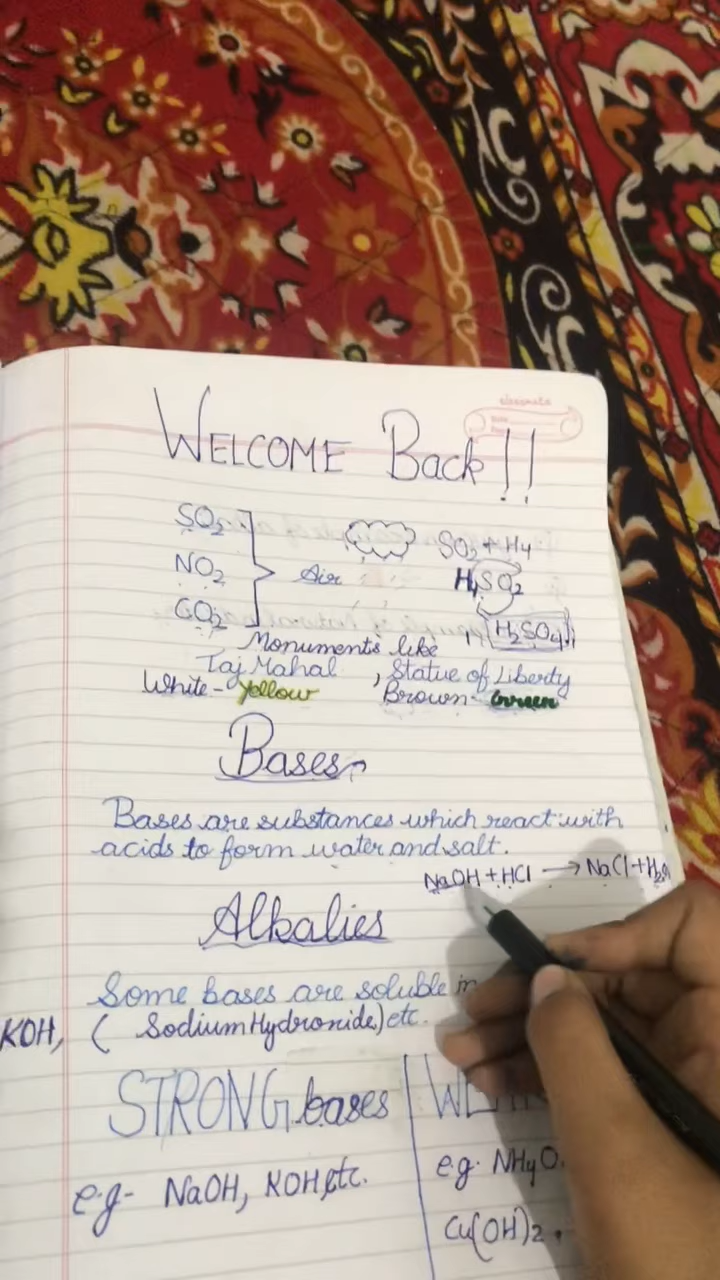 classmate
WELCOME Back!!
SO₂
NO₂ Air
CO₂
SO₂ + H₄
H₄SO₂
H₂SO₄
Monuments like
Taj Mahal, Statue of Liberty
White - Yellow Brown - Green
Bases
Bases are substances which react with
acids to form water and salt.
NaOH + HCl → NaCl + H₂O
Alkalies
Some bases are soluble in
KOH, (Sodium Hydroxide) etc.
STRONG bases
e.g- NaOH, KOH, etc.
e.g. NH₄O
Cu(OH)₂.